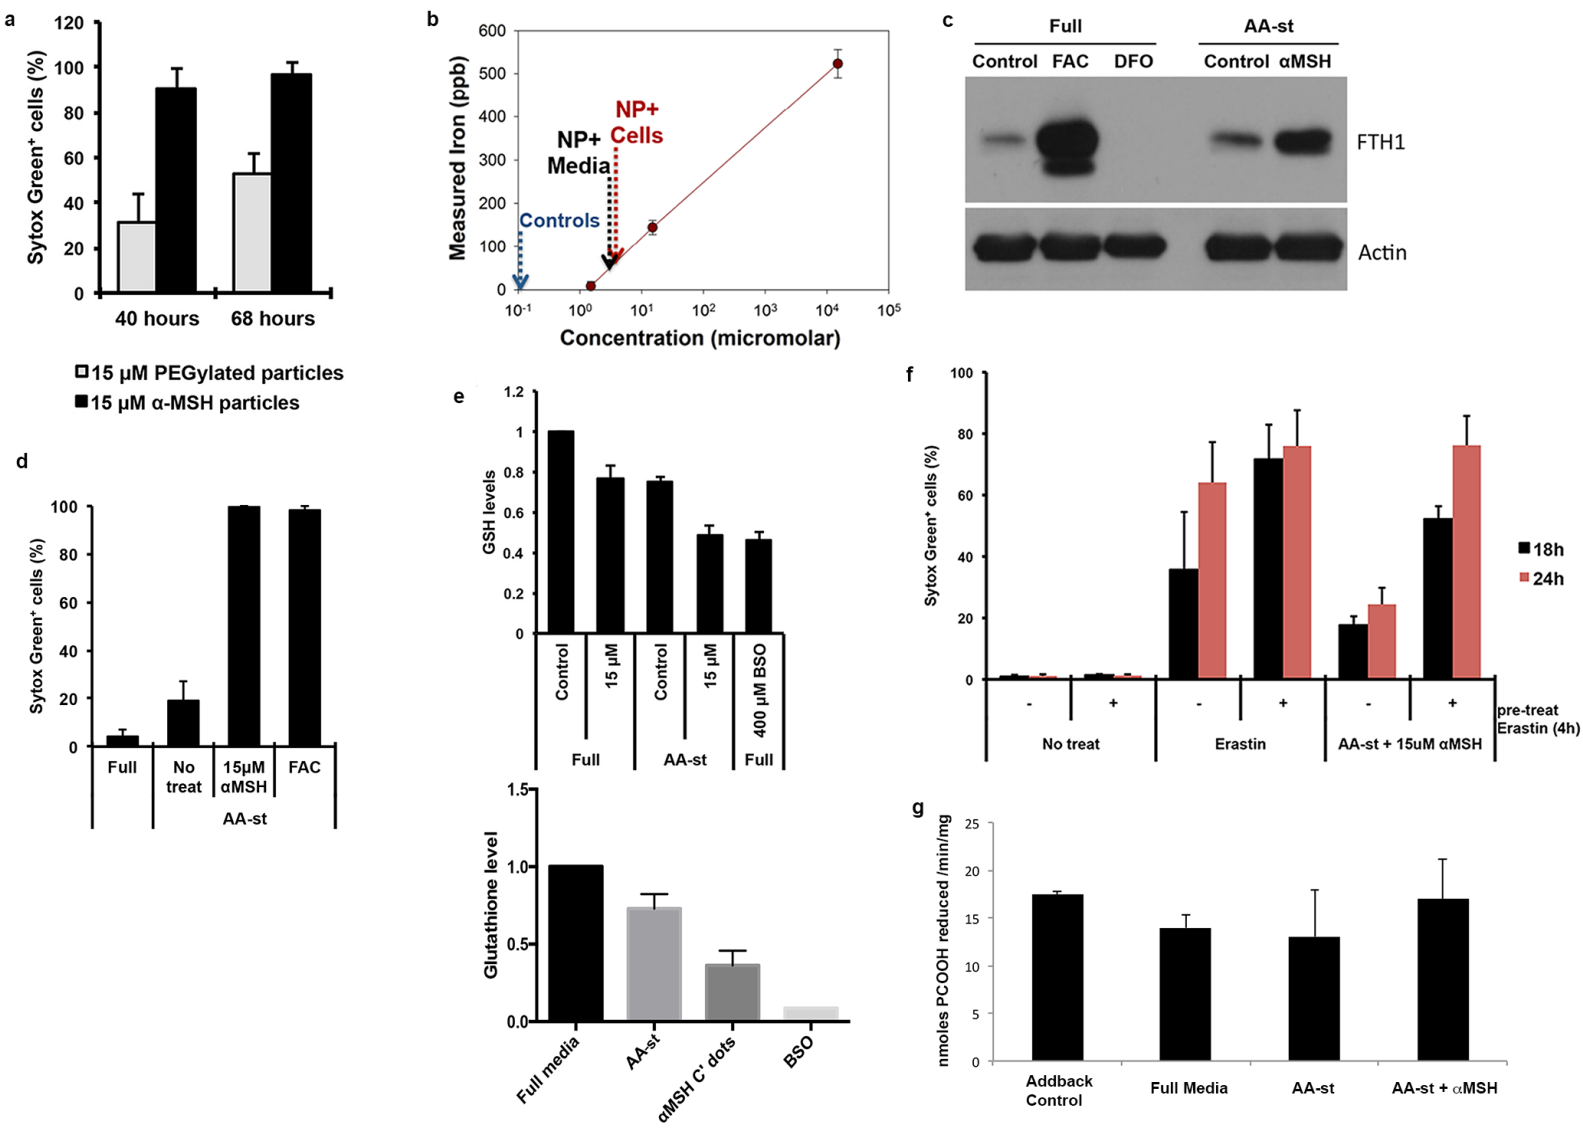 a
Sytox Green⁺ cells (%)
120
100
80
60
40
20
0
40 hours 68 hours
15 µM PEGylated particles
15 µM α-MSH particles
b
Measured Iron (ppb)
600
500
400
300
200
100
0
NP+
Cells
NP+
Media
Controls
10⁻¹ 10⁰ 10¹ 10² 10³ 10⁴ 10⁵
Concentration (micromolar)
c
Full AA-st
Control FAC DFO Control αMSH
FTH1
Actin
d
Sytox Green⁺ cells (%)
100
80
60
40
20
0
Full No treat 15µM αMSH FAC
AA-st
e
GSH levels
1.2
1
0.8
0.6
0.4
0.2
0
Control 15 µM Control 15 µM 400 µM BSO
Full AA-st Full
Glutathione level
1.5
1.0
0.5
0.0
Full media AA-st αMSH C' dots BSO
f
Sytox Green⁺ cells (%)
100
80
60
40
20
0
- + - + - +
pre-treat
Erastin (4h)
No treat Erastin AA-st + 15uM αMSH
18h
24h
g
nmoles PCOOH reduced /min/mg
25
20
15
10
5
0
Addback
Control
Full Media AA-st AA-st + αMSH